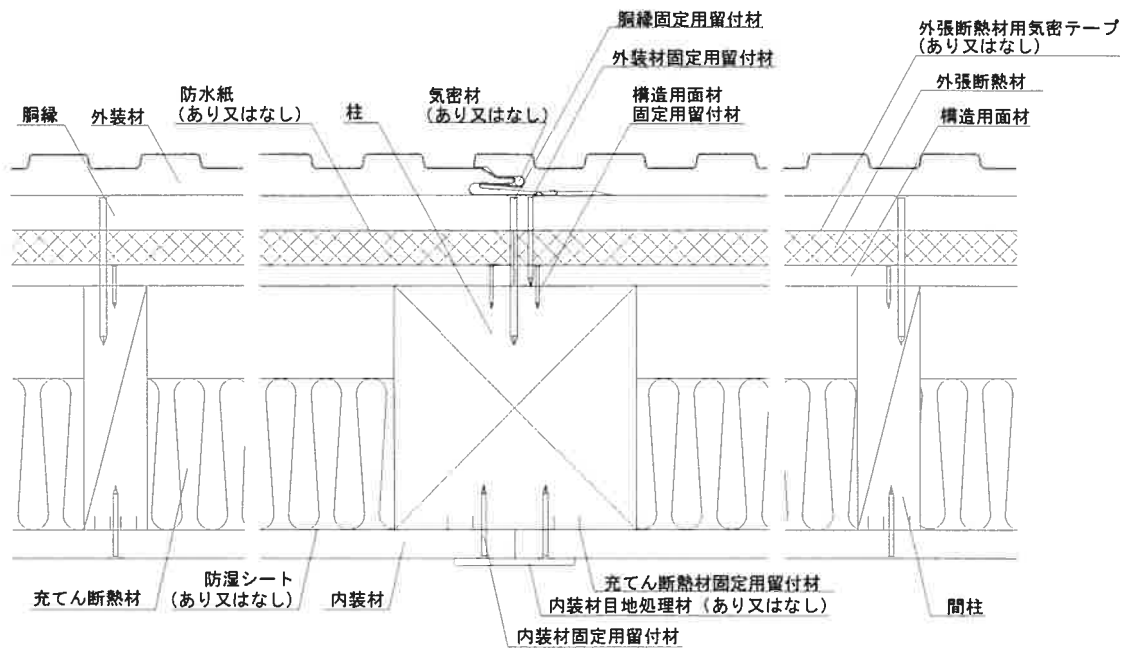 胴縁固定用留付材
外装材固定用留付材
外張断熱材用気密テープ
(あり又はなし)
外張断熱材
防水紙
(あり又はなし)
柱
気密材
(あり又はなし)
構造用面材
固定用留付材
構造用面材
胴縁
外装材
充てん断熱材
防湿シート
(あり又はなし)
内装材
充てん断熱材固定用留付材
内装材目地処理材 (あり又はなし)
内装材固定用留付材
間柱